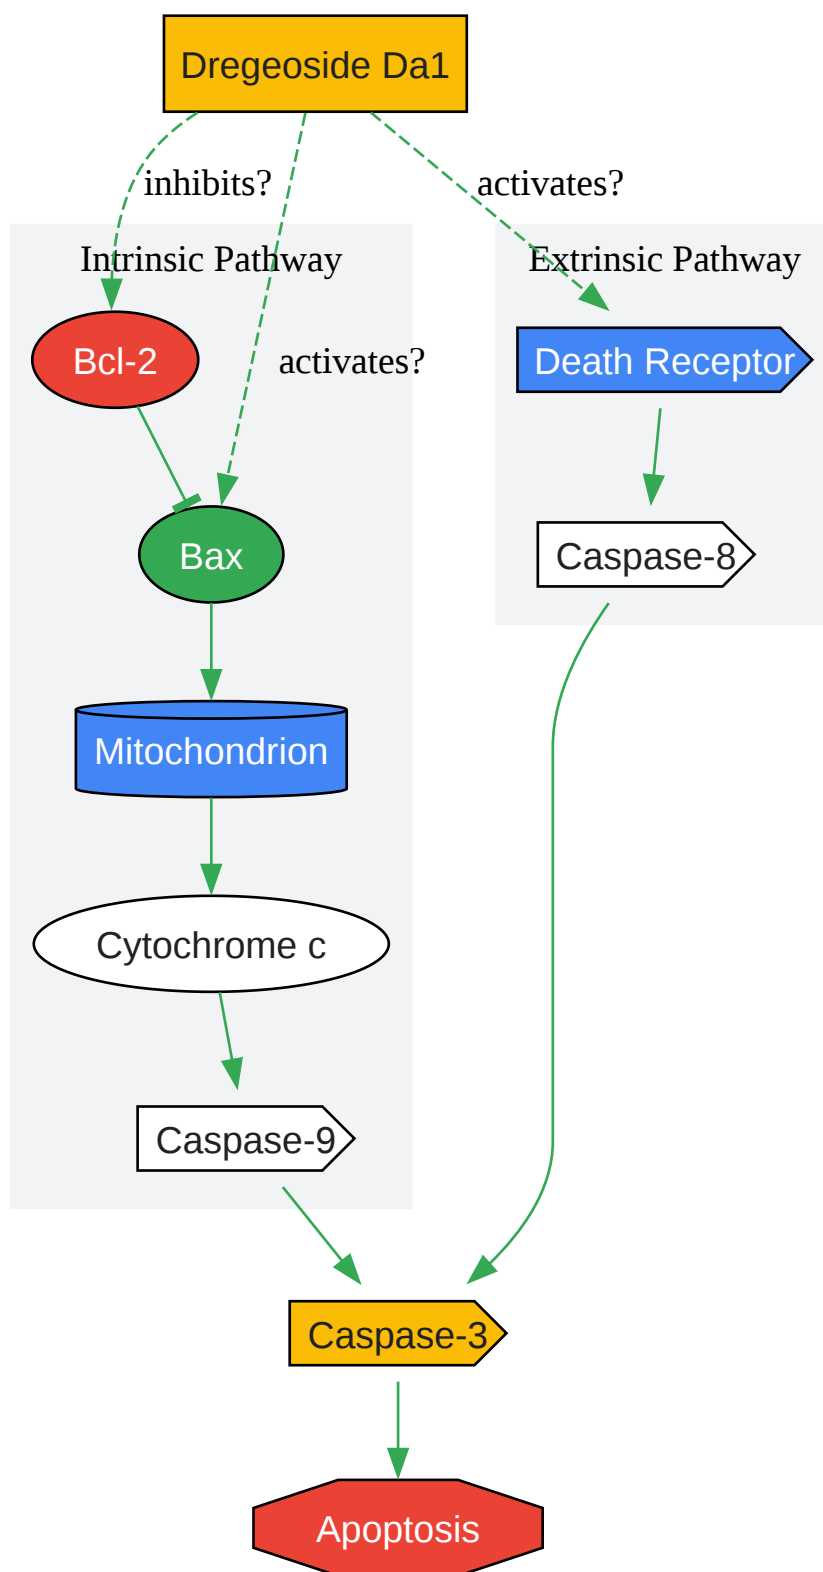 Dregeoside Da1
inhibits?
activates?
Intrinsic Pathway
Extrinsic Pathway
Bcl-2
activates?
Death Receptor
Bax
Caspase-8
Mitochondrion
Cytochrome c
Caspase-9
Caspase-3
Apoptosis